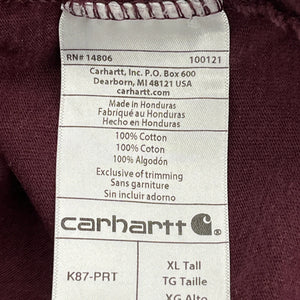 RN# 14806 100121
Carhartt, Inc. P.O. Box 600
Dearborn, MI 48121 USA
carhartt.com
Made in Honduras
Fabriqué au Honduras
Hecho en Honduras
100% Cotton
100% Coton
100% Algodón
Exclusive of trimming
Sans garniture
Sin incluir adorno
carhartt
K87-PRT
XL Tall
TG Taille
XG Alto